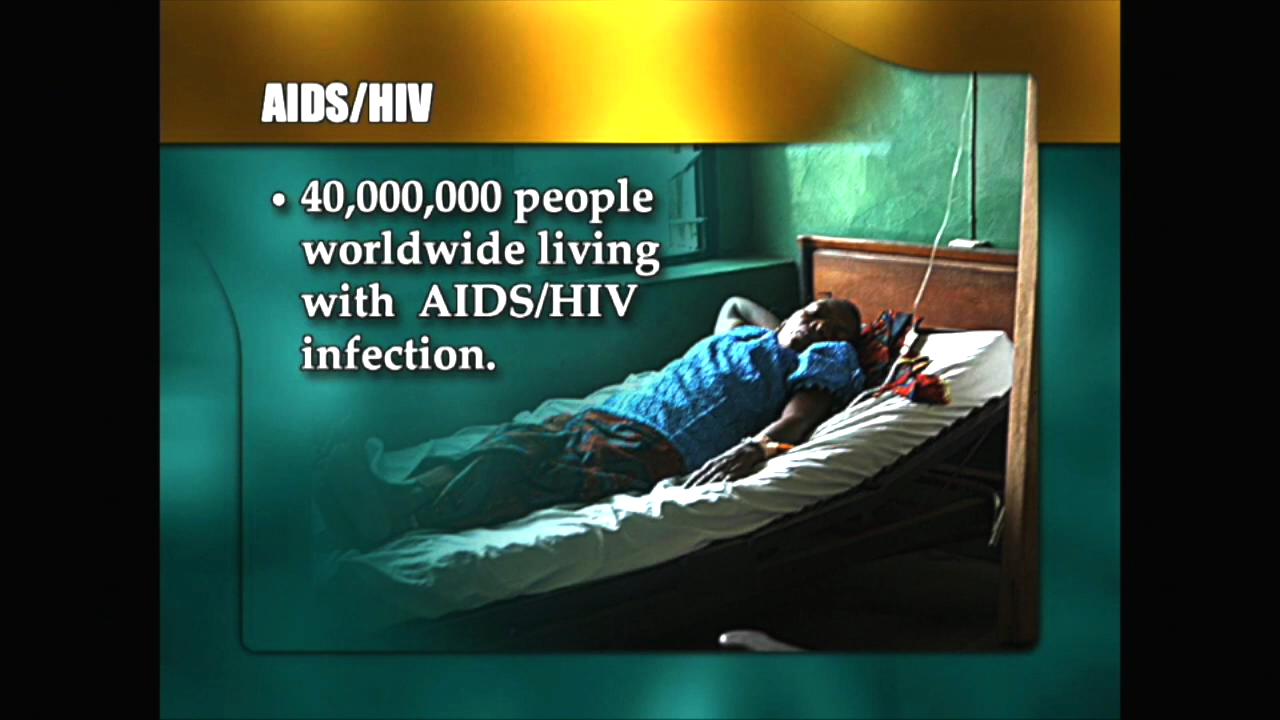 AIDS/HIV
• 40,000,000 people
worldwide living
with AIDS/HIV
infection.